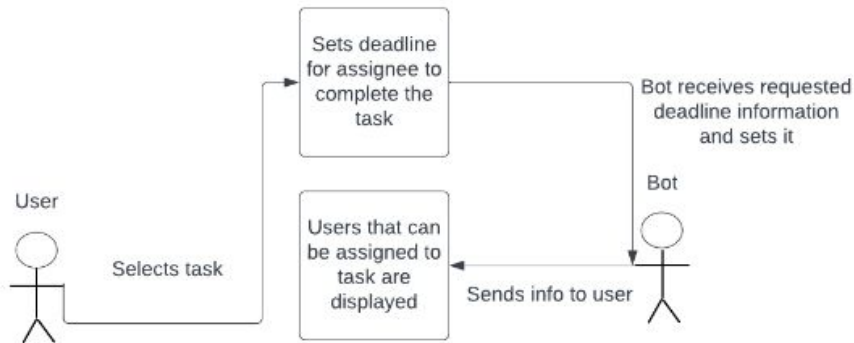 Sets deadline
for assignee to
complete the
task
Bot receives requested
deadline information
and sets it
User
Bot
Selects task
Users that can
be assigned to
task are
displayed
Sends info to user